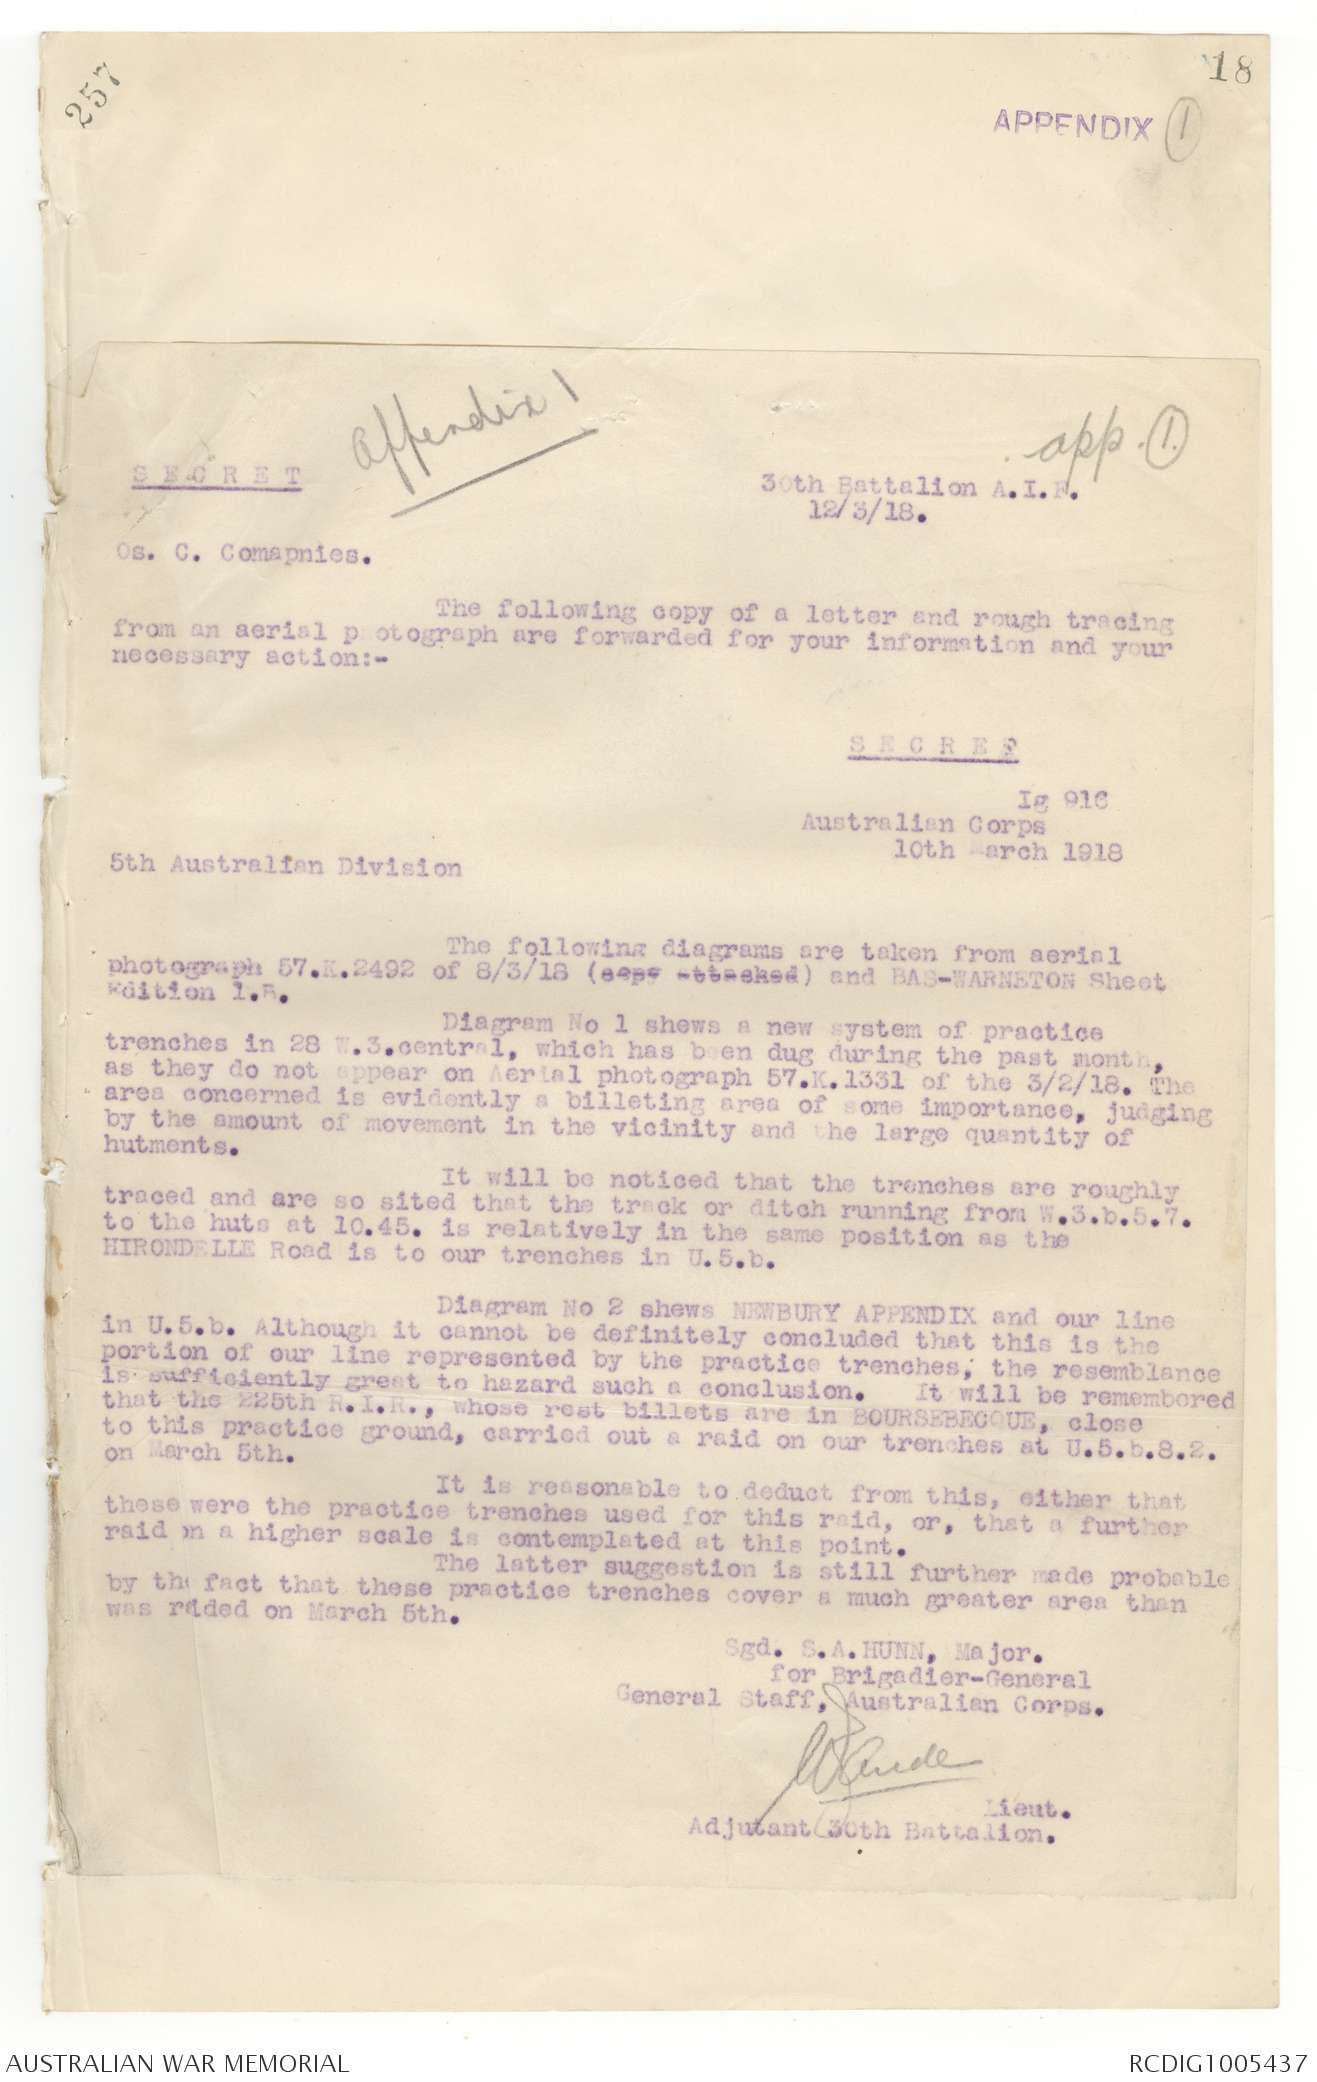 257
18
APPENDIX 1
Appendix 1
app. 1.
S E C R E T
30th Battalion A.I.F.
12/3/18.
Os. C. Comapnies.
The following copy of a letter and rough tracing
from an aerial photograph are forwarded for your information and your
necessary action:-
S E C R E T
Ig 916
Australian Corps
10th March 1918
5th Australian Division
The following diagrams are taken from aerial
photograph 57.K.2492 of 8/3/18 (copy attached) and BAS-WARNETON Sheet
Edition 1.
Diagram No 1 shews a new system of practice
trenches in 28 W.3.central, which has been dug during the past month,
as they do not appear on Aerial photograph 57.K.1331 of the 3/2/18. The
area concerned is evidently a billeting area of some importance, judging
by the amount of movement in the vicinity and the large quantity of
hutments.
It will be noticed that the trenches are roughly
traced and are so sited that the track or ditch running from W.3.b.5.7.
to the huts at 10.45. is relatively in the same position as the
HIRONDELLE Road is to our trenches in U.5.b.
Diagram No 2 shews NEWBURY APPENDIX and our line
in U.5.b. Although it cannot be definitely concluded that this is the
portion of our line represented by the practice trenches, the resemblance
is sufficiently great to hazard such a conclusion. It will be remembored
that the 225th R.I.R., whose rest billets are in BOURSEBECQUE, close
to this practice ground, carried out a raid on our trenches at U.5.b.8.2.
on March 5th.
It is reasonable to deduct from this, either that
these were the practice trenches used for this raid, or, that a further
raid on a higher scale is contemplated at this point.
The latter suggestion is still further made probable
by the fact that these practice trenches cover a much greater area than
was raided on March 5th.
Sgd. S.A.HUNN, Major.
for Brigadier-General
General Staff, Australian Corps.
Lieut.
Adjutant 30th Battalion.
AUSTRALIAN WAR MEMORIAL
RCDIG1005437